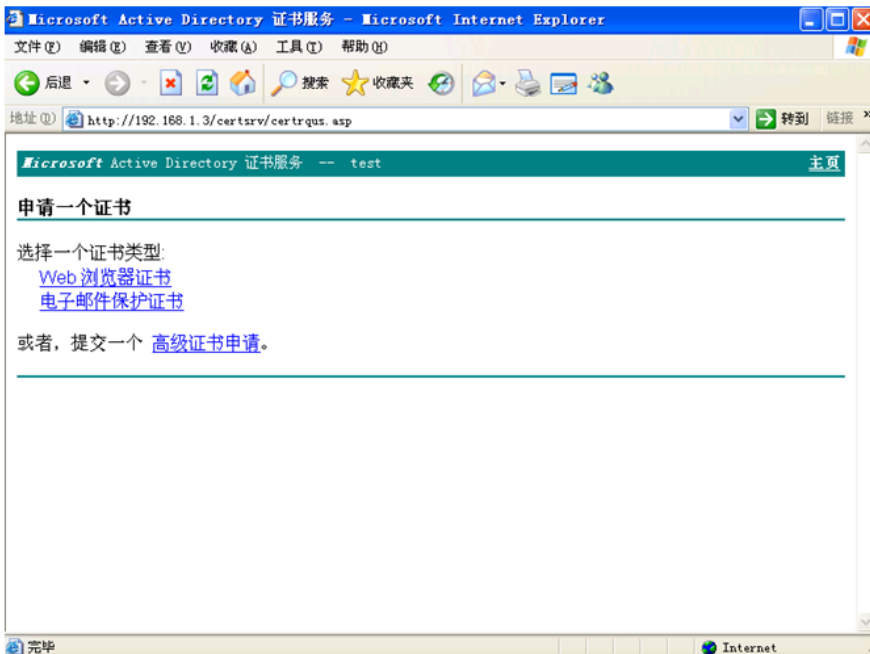 Microsoft Active Directory 证书服务 - Microsoft Internet Explorer
文件(F) 编辑(E) 查看(V) 收藏(A) 工具(T) 帮助(H)
后退 搜索 收藏夹
地址(D) http://192.168.1.3/certsrv/certrqus.asp 转到 链接 »
Microsoft Active Directory 证书服务 -- test 主页
申请一个证书
选择一个证书类型:
Web 浏览器证书
电子邮件保护证书
或者，提交一个 高级证书申请。
完毕 Internet